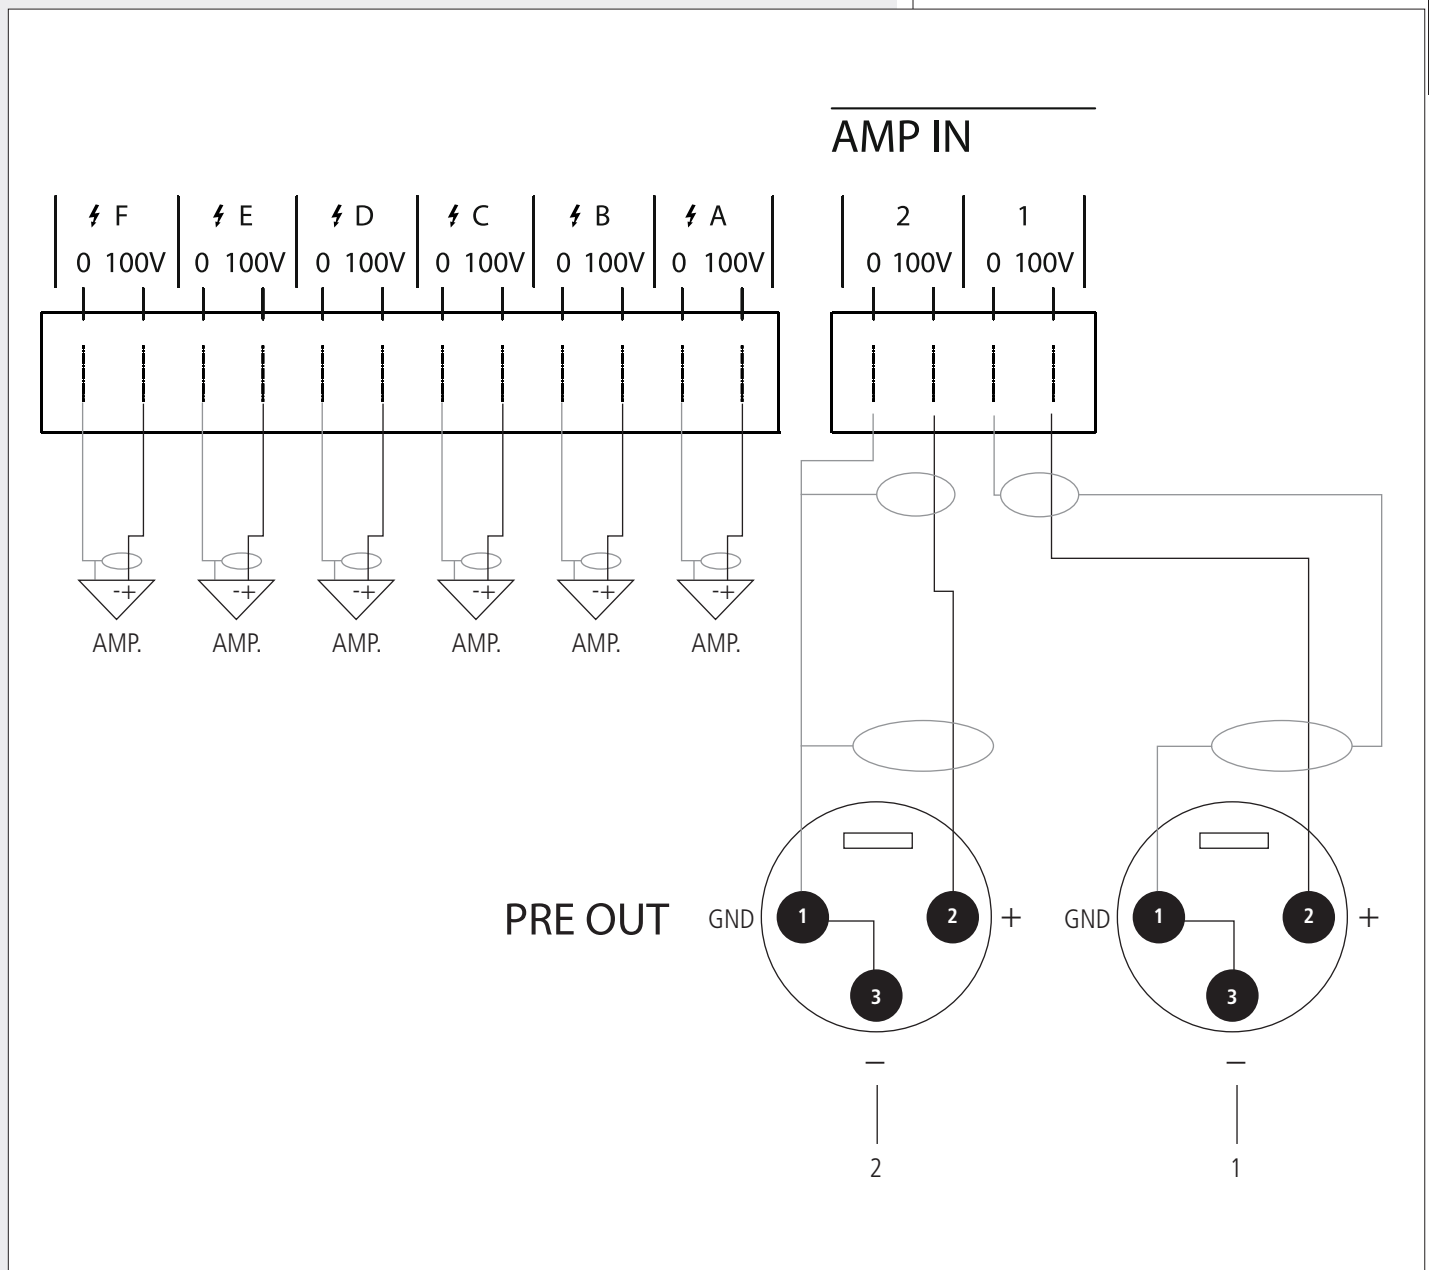 AMP IN
F E D C B A 2 1
0 100V 0 100V 0 100V 0 100V 0 100V 0 100V 0 100V 0 100V
-+ -+ -+ -+ -+ -+
AMP. AMP. AMP. AMP. AMP. AMP.
PRE OUT GND 1 2 + GND 1 2 +
3 3
– –
2 1